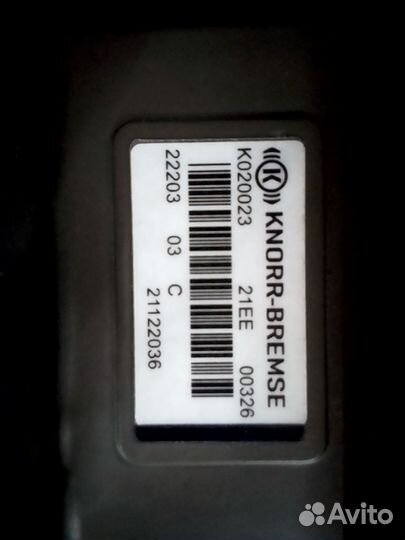 KNORR-BREMSE
K020023 21EE 00326
22203 03 C
21122036
Avito